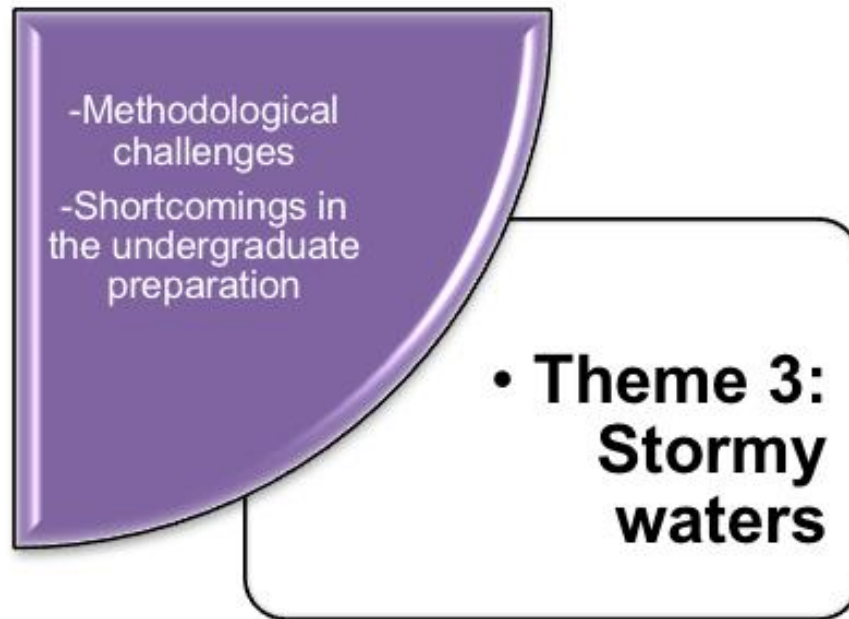 -Methodological
challenges
-Shortcomings in
the undergraduate
preparation
• Theme 3:
Stormy
waters